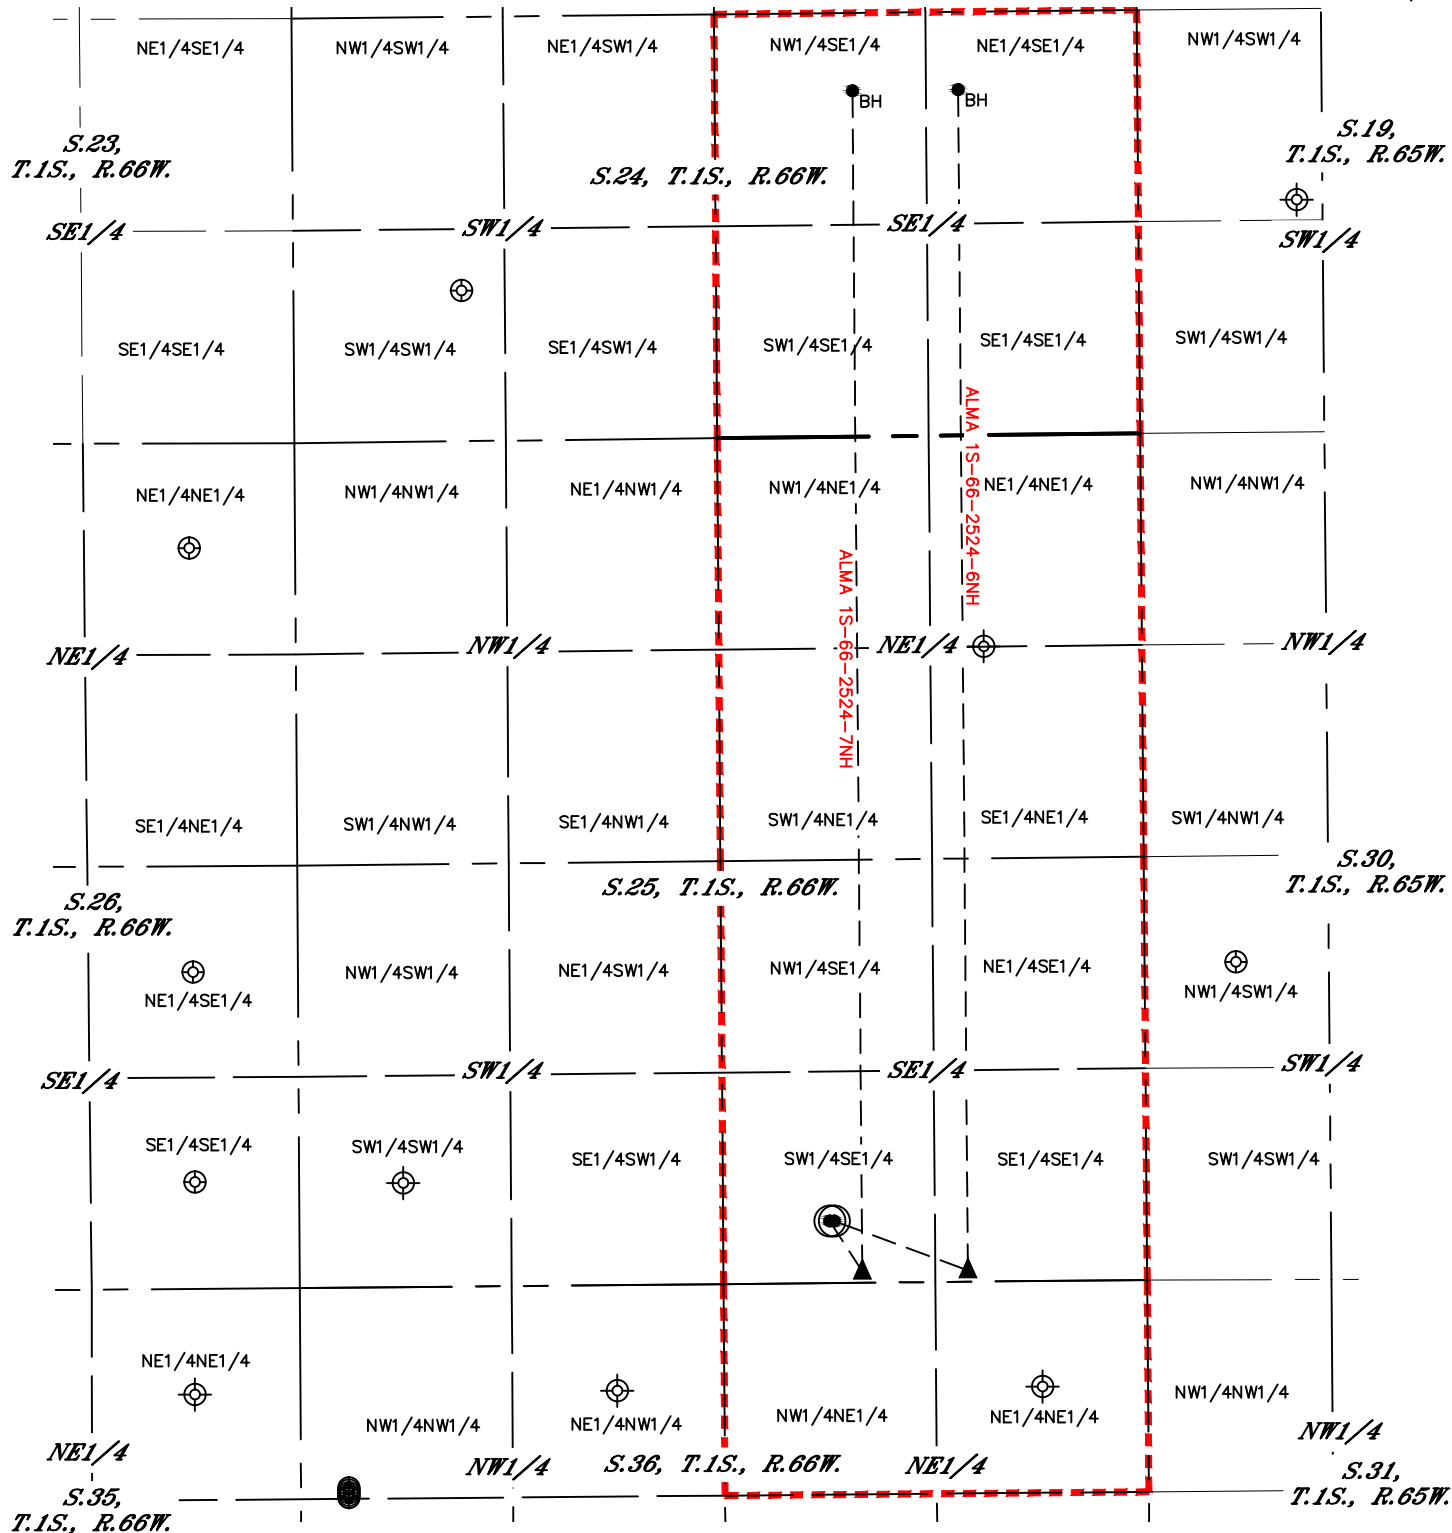 NE1/4SE1/4 NW1/4SW1/4 NE1/4SW1/4 NW1/4SE1/4 NE1/4SE1/4 NW1/4SW1/4
BH BH
S.23,
T.1S., R.66W.
S.24, T.1S., R.66W.
S.19,
T.1S., R.65W.
SE1/4 SW1/4 SE1/4 SW1/4
SE1/4SE1/4 SW1/4SW1/4 SE1/4SW1/4 SW1/4SE1/4 SE1/4SE1/4 SW1/4SW1/4
ALMA 1S-66-2524-6NH
NE1/4NE1/4 NW1/4NW1/4 NE1/4NW1/4 NW1/4NE1/4 NE1/4NE1/4 NW1/4NW1/4
ALMA 1S-66-2524-7NH
NE1/4 NW1/4 NE1/4 NW1/4
SE1/4NE1/4 SW1/4NW1/4 SE1/4NW1/4 SW1/4NE1/4 SE1/4NE1/4 SW1/4NW1/4
S.26,
T.1S., R.66W.
S.25, T.1S., R.66W.
S.30,
T.1S., R.65W.
NE1/4SE1/4 NW1/4SW1/4 NE1/4SW1/4 NW1/4SE1/4 NE1/4SE1/4 NW1/4SW1/4
SE1/4 SW1/4 SE1/4 SW1/4
SE1/4SE1/4 SW1/4SW1/4 SE1/4SW1/4 SW1/4SE1/4 SE1/4SE1/4 SW1/4SW1/4
NE1/4NE1/4 NW1/4NW1/4 NE1/4NW1/4 NW1/4NE1/4 NE1/4NE1/4 NW1/4NW1/4
NE1/4 NW1/4 NE1/4 NW1/4
S.35,
T.1S., R.66W.
S.36, T.1S., R.66W.
S.31,
T.1S., R.65W.